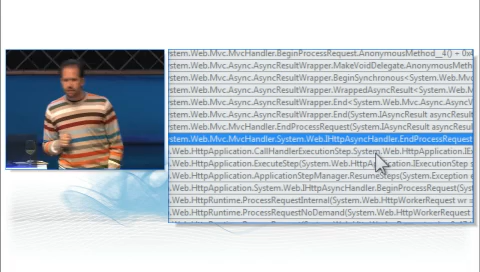 stem.Web.Mvc.MvcHandler.BeginProcessRequest.AnonymousMethod__4() + 0x4
stem.Web.Mvc.Async.AsyncResultWrapper.MakeVoidDelegate.AnonymousMeth
stem.Web.Mvc.Async.AsyncResultWrapper.BeginSynchronous<System.Web.M
stem.Web.Mvc.Async.AsyncResultWrapper.WrappedAsyncResult<System.Web.M
stem.Web.Mvc.Async.AsyncResultWrapper.End<System.Web.Mvc.Async.AsyncV
stem.Web.Mvc.Async.AsyncResultWrapper.End(System.IAsyncResult asyncResult
stem.Web.Mvc.MvcHandler.EndProcessRequest(System.IAsyncResult asyncResul
stem.Web.Mvc.MvcHandler.System.Web.IHttpAsyncHandler.EndProcessRequest
.Web.HttpApplication.CallHandlerExecutionStep.System.Web.HttpApplication.IE
.Web.HttpApplication.ExecuteStep(System.Web.HttpApplication.IExecutionStep s
.Web.HttpApplication.ApplicationStepManager.ResumeSteps(System.Exception e
.Web.HttpApplication.System.Web.IHttpAsyncHandler.BeginProcessRequest(Syst
.Web.HttpRuntime.ProcessRequestInternal(System.Web.HttpWorkerRequest wr =
.Web.HttpRuntime.ProcessRequestNoDemand(System.Web.HttpWorkerRequest